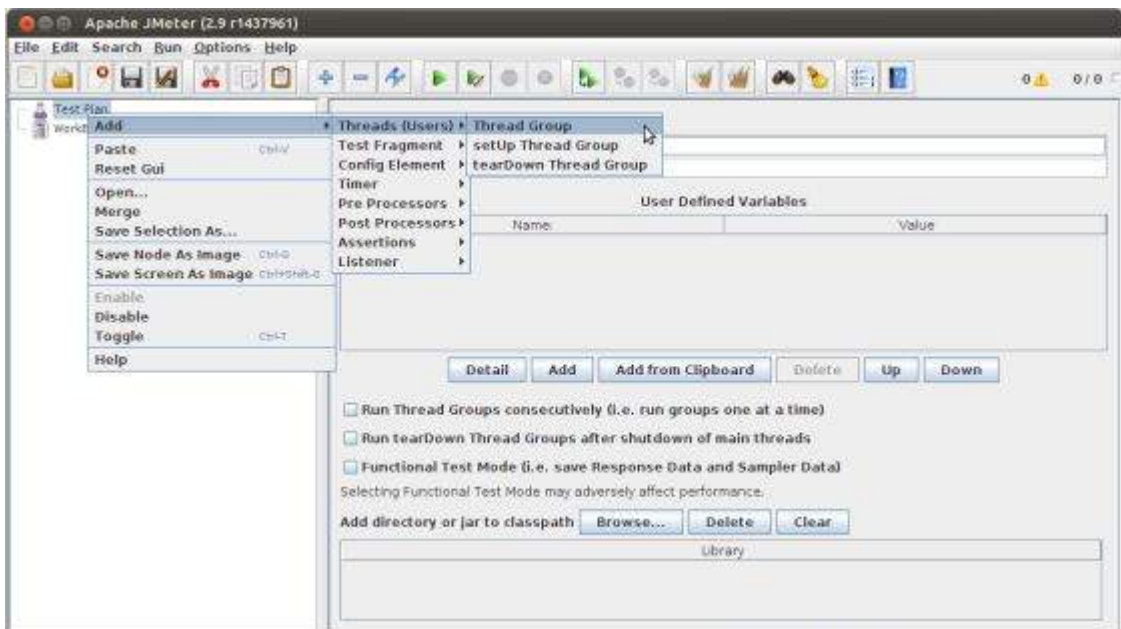 Apache JMeter (2.9 r1437961)
File Edit Search Run Options Help
0 0 / 0
Test Plan
Add
Paste Ctrl-V
Reset Gui
Open...
Merge
Save Selection As...
Save Node As Image Ctrl-G
Save Screen As Image Ctrl+Shift-G
Enable
Disable
Toggle Ctrl-T
Help
Threads (Users)
Test Fragment
Config Element
Timer
Pre Processors
Post Processors
Assertions
Listener
Thread Group
setUp Thread Group
tearDown Thread Group
User Defined Variables
Name: Value
Detail Add Add from Clipboard Delete Up Down
Run Thread Groups consecutively (i.e. run groups one at a time)
Run tearDown Thread Groups after shutdown of main threads
Functional Test Mode (i.e. save Response Data and Sampler Data)
Selecting Functional Test Mode may adversely affect performance.
Add directory or jar to classpath Browse... Delete Clear
Library